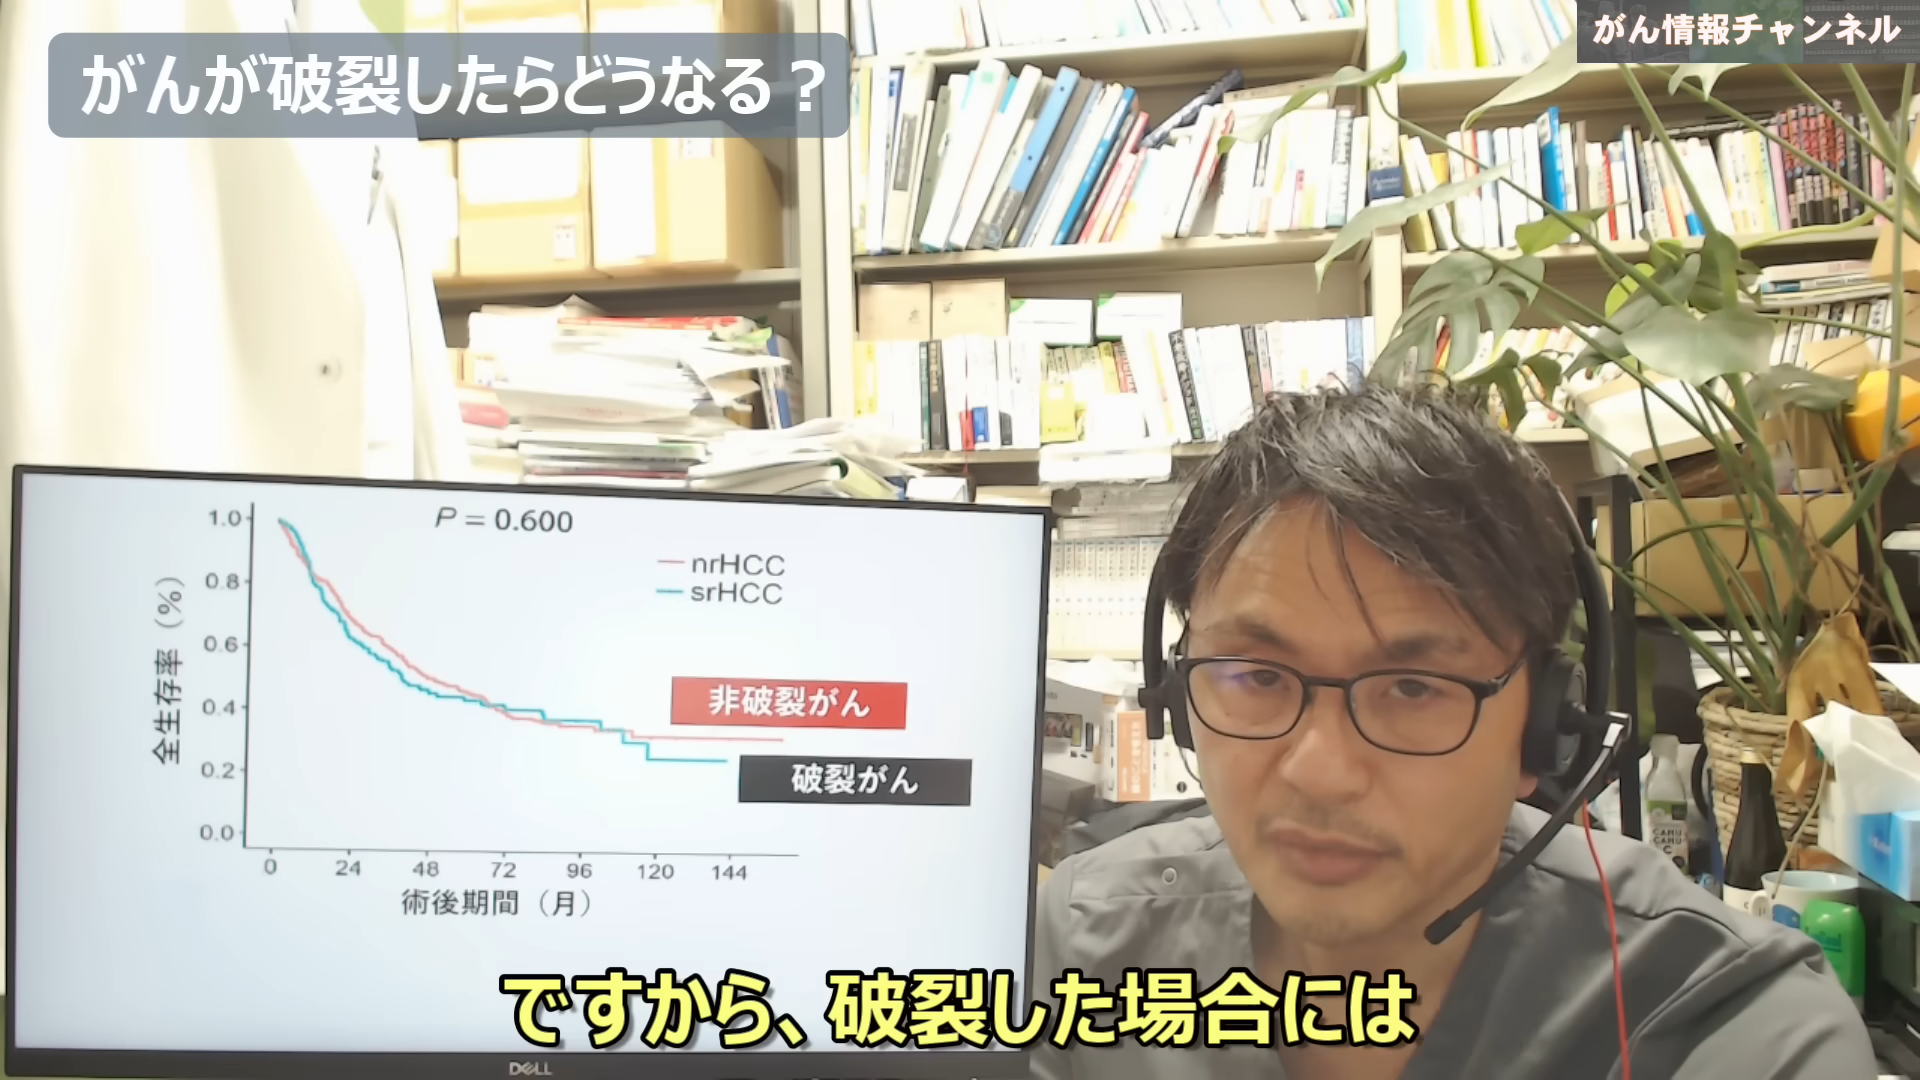 がん情報チャンネル
がんが破裂したらどうなる？
P = 0.600
nrHCC
srHCC
全生存率（%）
1.0
0.8
0.6
0.4
0.2
0.0
非破裂がん
破裂がん
0 24 48 72 96 120 144
術後期間（月）
ですから、破裂した場合には
DELL
CAMU
CAMU
C